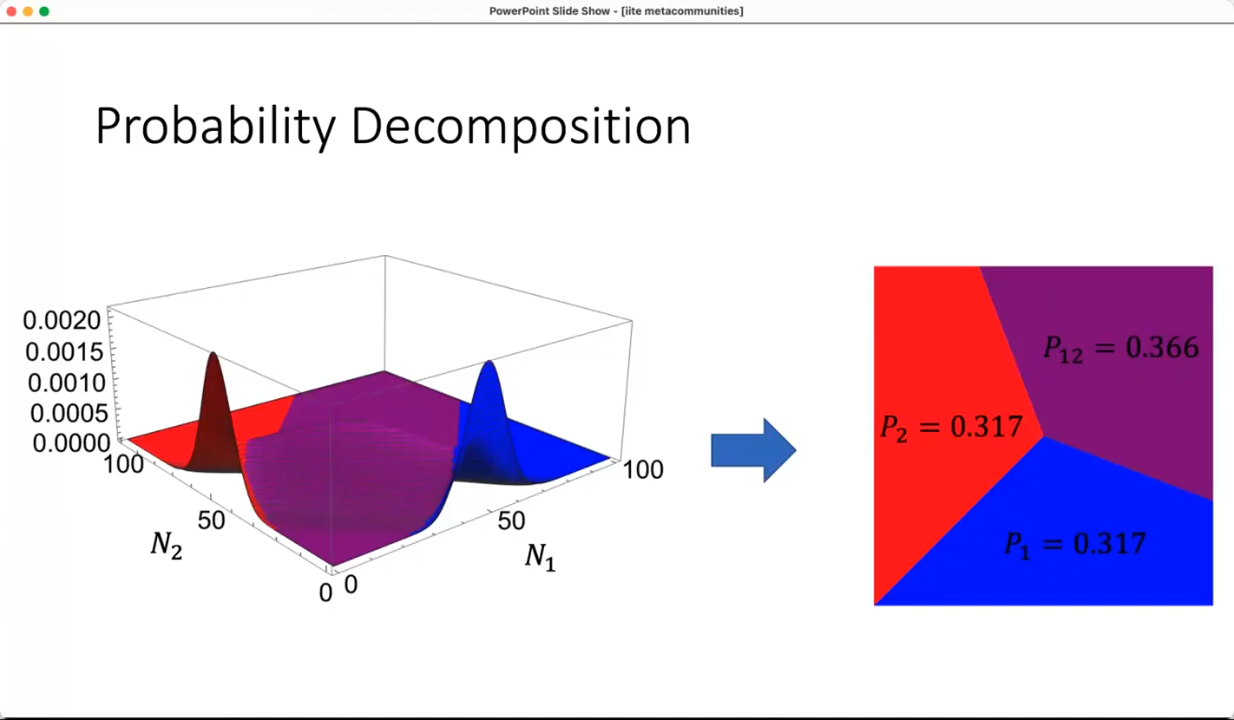 PowerPoint Slide Show - [iite metacommunities]
Probability Decomposition
0.0020
0.0015
0.0010
0.0005
0.0000
100
50
0
N₂
0
50
100
N₁
P₁₂ = 0.366
P₂ = 0.317
P₁ = 0.317